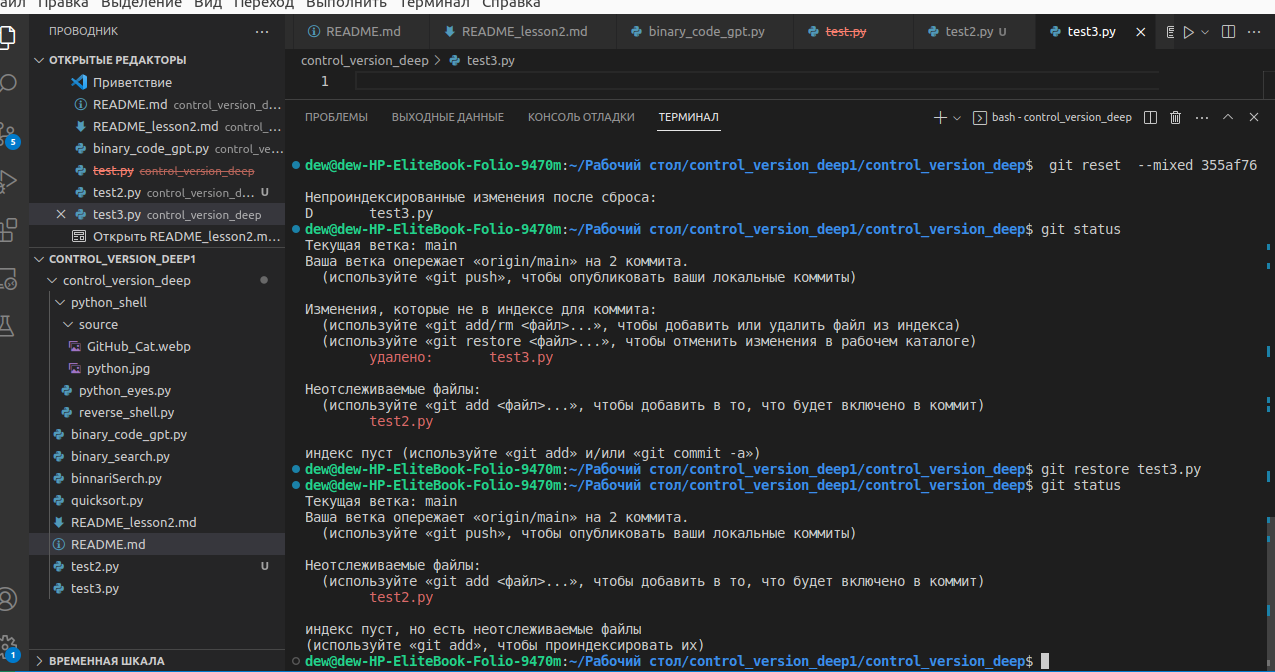 айл Правка Выделение Вид Переход Выполнить Терминал Справка
ПРОВОДНИК ···
ОТКРЫТЫЕ РЕДАКТОРЫ
Приветствие
README.md control_version_d...
README_lesson2.md control_...
binary_code_gpt.py control_ve...
test.py control_version_deep
test2.py control_version_d... U
test3.py control_version_deep
Открыть README_lesson2.m...
CONTROL_VERSION_DEEP1
control_version_deep
python_shell
source
GitHub_Cat.webp
python.jpg
python_eyes.py
reverse_shell.py
binary_code_gpt.py
binary_search.py
binnariSerch.py
quicksort.py
README_lesson2.md
README.md
test2.py U
test3.py
ВРЕМЕННАЯ ШКАЛА
5
1
README.md README_lesson2.md binary_code_gpt.py test.py test2.py U test3.py
control_version_deep > test3.py
1
ПРОБЛЕМЫ ВЫХОДНЫЕ ДАННЫЕ КОНСОЛЬ ОТЛАДКИ ТЕРМИНАЛ bash - control_version_deep
dew@dew-HP-EliteBook-Folio-9470m:~/Рабочий стол/control_version_deep1/control_version_deep$  git reset  --mixed 355af76
Непроиндексированные изменения после сброса:
D       test3.py
dew@dew-HP-EliteBook-Folio-9470m:~/Рабочий стол/control_version_deep1/control_version_deep$ git status
Текущая ветка: main
Ваша ветка опережает «origin/main» на 2 коммита.
  (используйте «git push», чтобы опубликовать ваши локальные коммиты)
Изменения, которые не в индексе для коммита:
  (используйте «git add/rm <файл>...», чтобы добавить или удалить файл из индекса)
  (используйте «git restore <файл>...», чтобы отменить изменения в рабочем каталоге)
        удалено:       test3.py
Неотслеживаемые файлы:
  (используйте «git add <файл>...», чтобы добавить в то, что будет включено в коммит)
        test2.py
индекс пуст (используйте «git add» и/или «git commit -a»)
dew@dew-HP-EliteBook-Folio-9470m:~/Рабочий стол/control_version_deep1/control_version_deep$ git restore test3.py
dew@dew-HP-EliteBook-Folio-9470m:~/Рабочий стол/control_version_deep1/control_version_deep$ git status
Текущая ветка: main
Ваша ветка опережает «origin/main» на 2 коммита.
  (используйте «git push», чтобы опубликовать ваши локальные коммиты)
Неотслеживаемые файлы:
  (используйте «git add <файл>...», чтобы добавить в то, что будет включено в коммит)
        test2.py
индекс пуст, но есть неотслеживаемые файлы
(используйте «git add», чтобы проиндексировать их)
dew@dew-HP-EliteBook-Folio-9470m:~/Рабочий стол/control_version_deep1/control_version_deep$